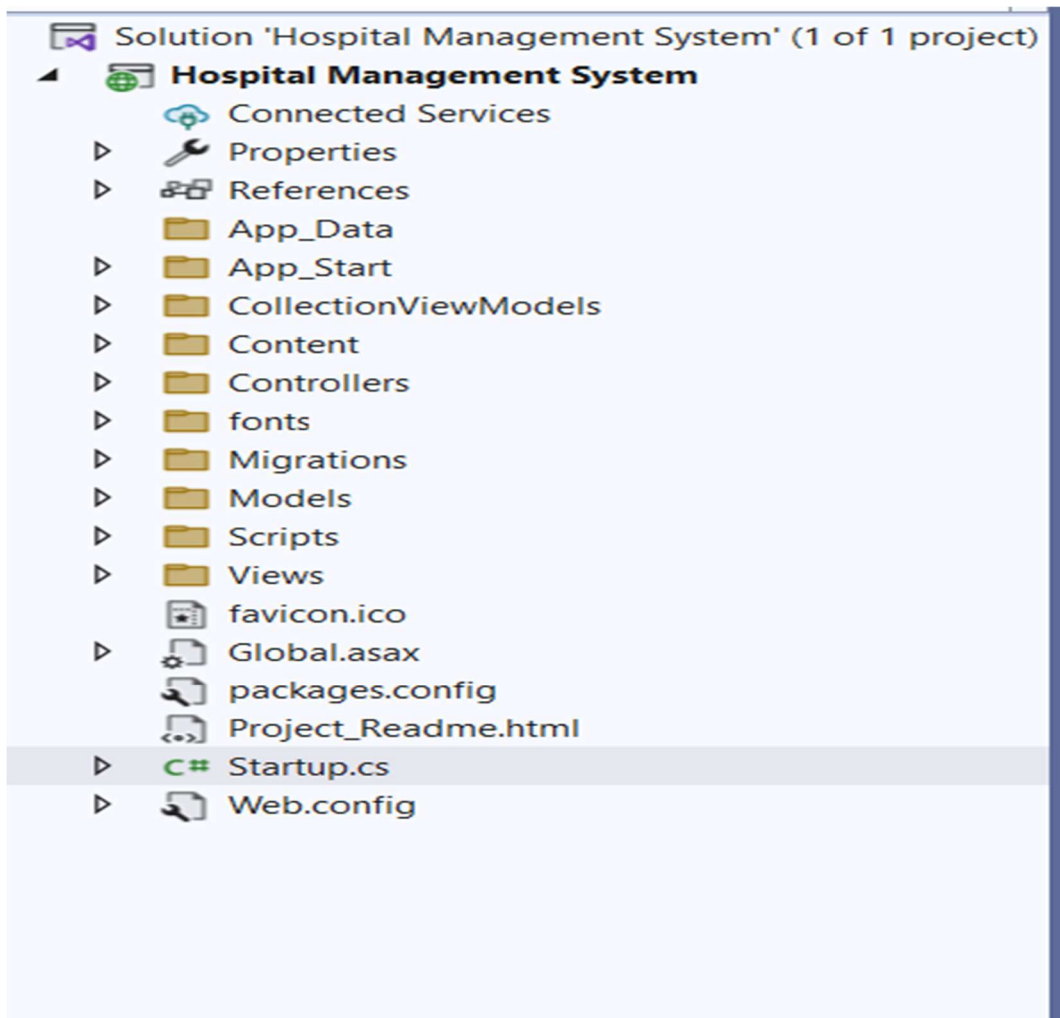 Solution 'Hospital Management System' (1 of 1 project)
Hospital Management System
Connected Services
Properties
References
App_Data
App_Start
CollectionViewModels
Content
Controllers
fonts
Migrations
Models
Scripts
Views
favicon.ico
Global.asax
packages.config
Project_Readme.html
C# Startup.cs
Web.config